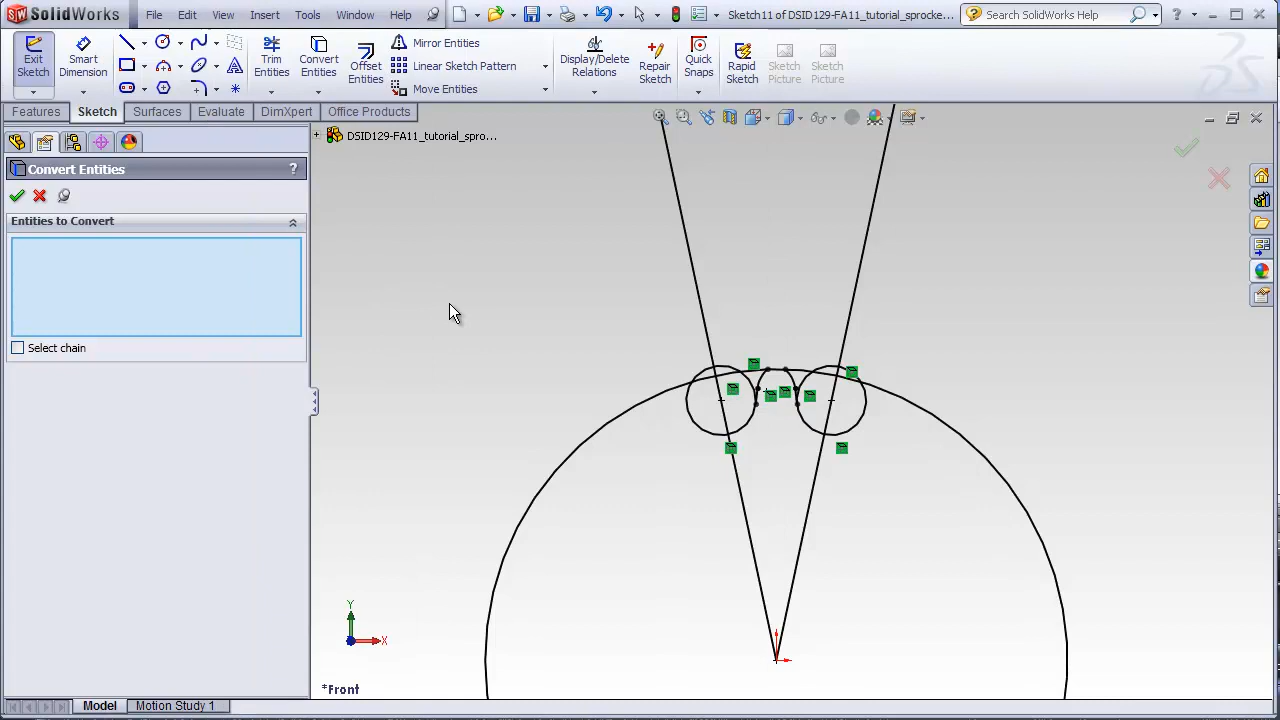 SolidWorks File Edit View Insert Tools Window Help Sketch11 of DSID129-FA11_tutorial_sprocke... Search SolidWorks Help
Exit Sketch
Smart Dimension
Trim Entities
Convert Entities
Offset Entities
Mirror Entities
Linear Sketch Pattern
Move Entities
Display/Delete Relations
Repair Sketch
Quick Snaps
Rapid Sketch
Sketch Picture
Sketch Picture
Features Sketch Surfaces Evaluate DimXpert Office Products
DSID129-FA11_tutorial_spro...
Convert Entities ?
Entities to Convert
Select chain
Y
X
*Front
Model Motion Study 1